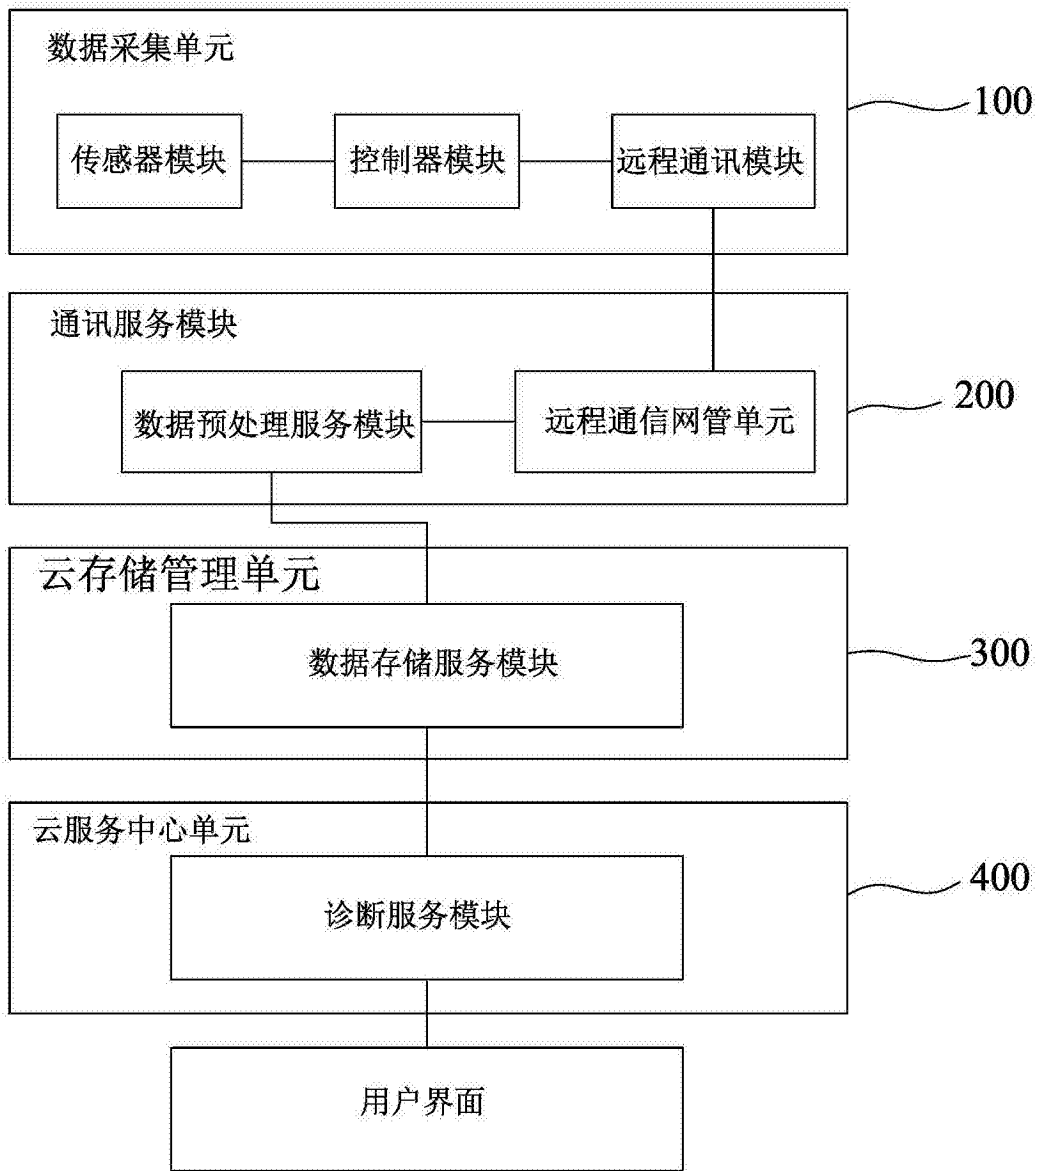 数据采集单元
100
传感器模块
控制器模块
远程通讯模块
通讯服务模块
200
数据预处理服务模块
远程通信网管单元
云存储管理单元
数据存储服务模块
300
云服务中心单元
400
诊断服务模块
用户界面